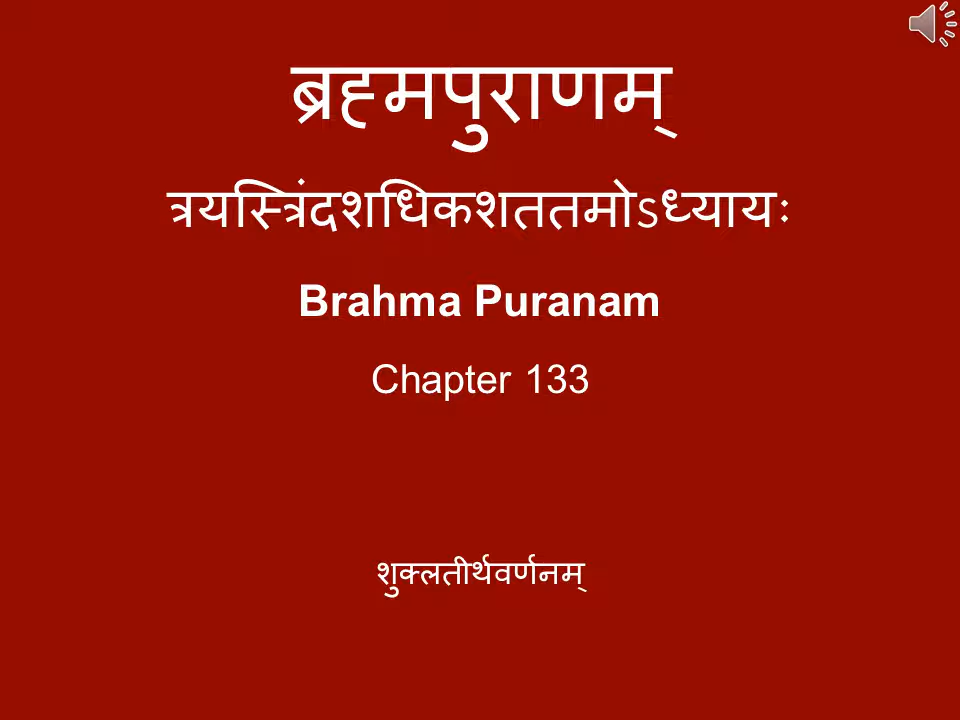 ब्रह्मपुराणम्
त्रयस्त्रिंदशधिकशततमोऽध्यायः
Brahma Puranam
Chapter 133
शुक्लतीर्थवर्णनम्